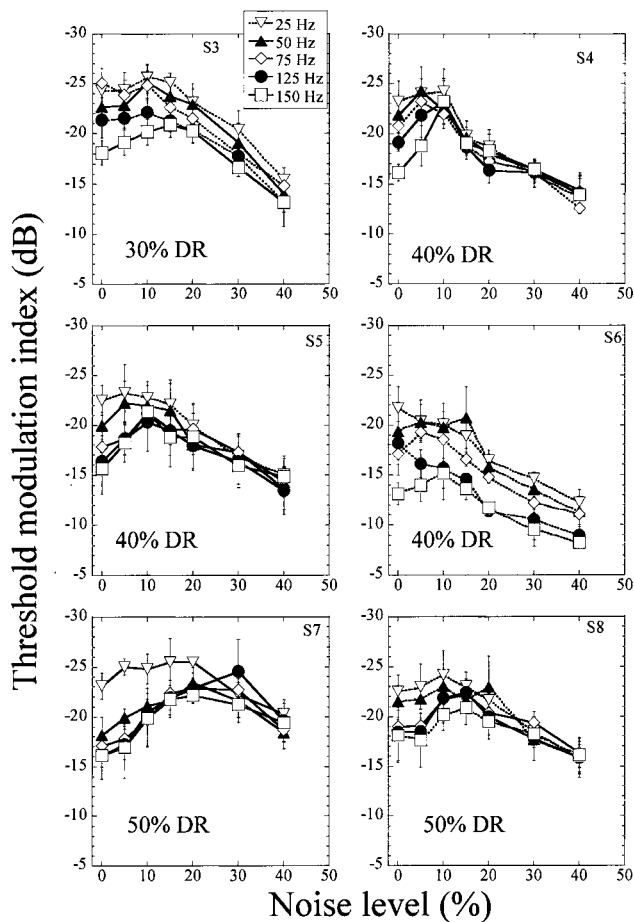 Threshold modulation index (dB)
-30
-25
-20
-15
-10
-5
S3
25 Hz
50 Hz
75 Hz
125 Hz
150 Hz
30% DR
0 10 20 30 40 50
-30
-25
-20
-15
-10
-5
S4
40% DR
0 10 20 30 40 50
-30
-25
-20
-15
-10
-5
S5
40% DR
0 10 20 30 40 50
-30
-25
-20
-15
-10
-5
S6
40% DR
0 10 20 30 40 50
-30
-25
-20
-15
-10
-5
S7
50% DR
0 10 20 30 40 50
-30
-25
-20
-15
-10
-5
S8
50% DR
0 10 20 30 40 50
Noise level (%)